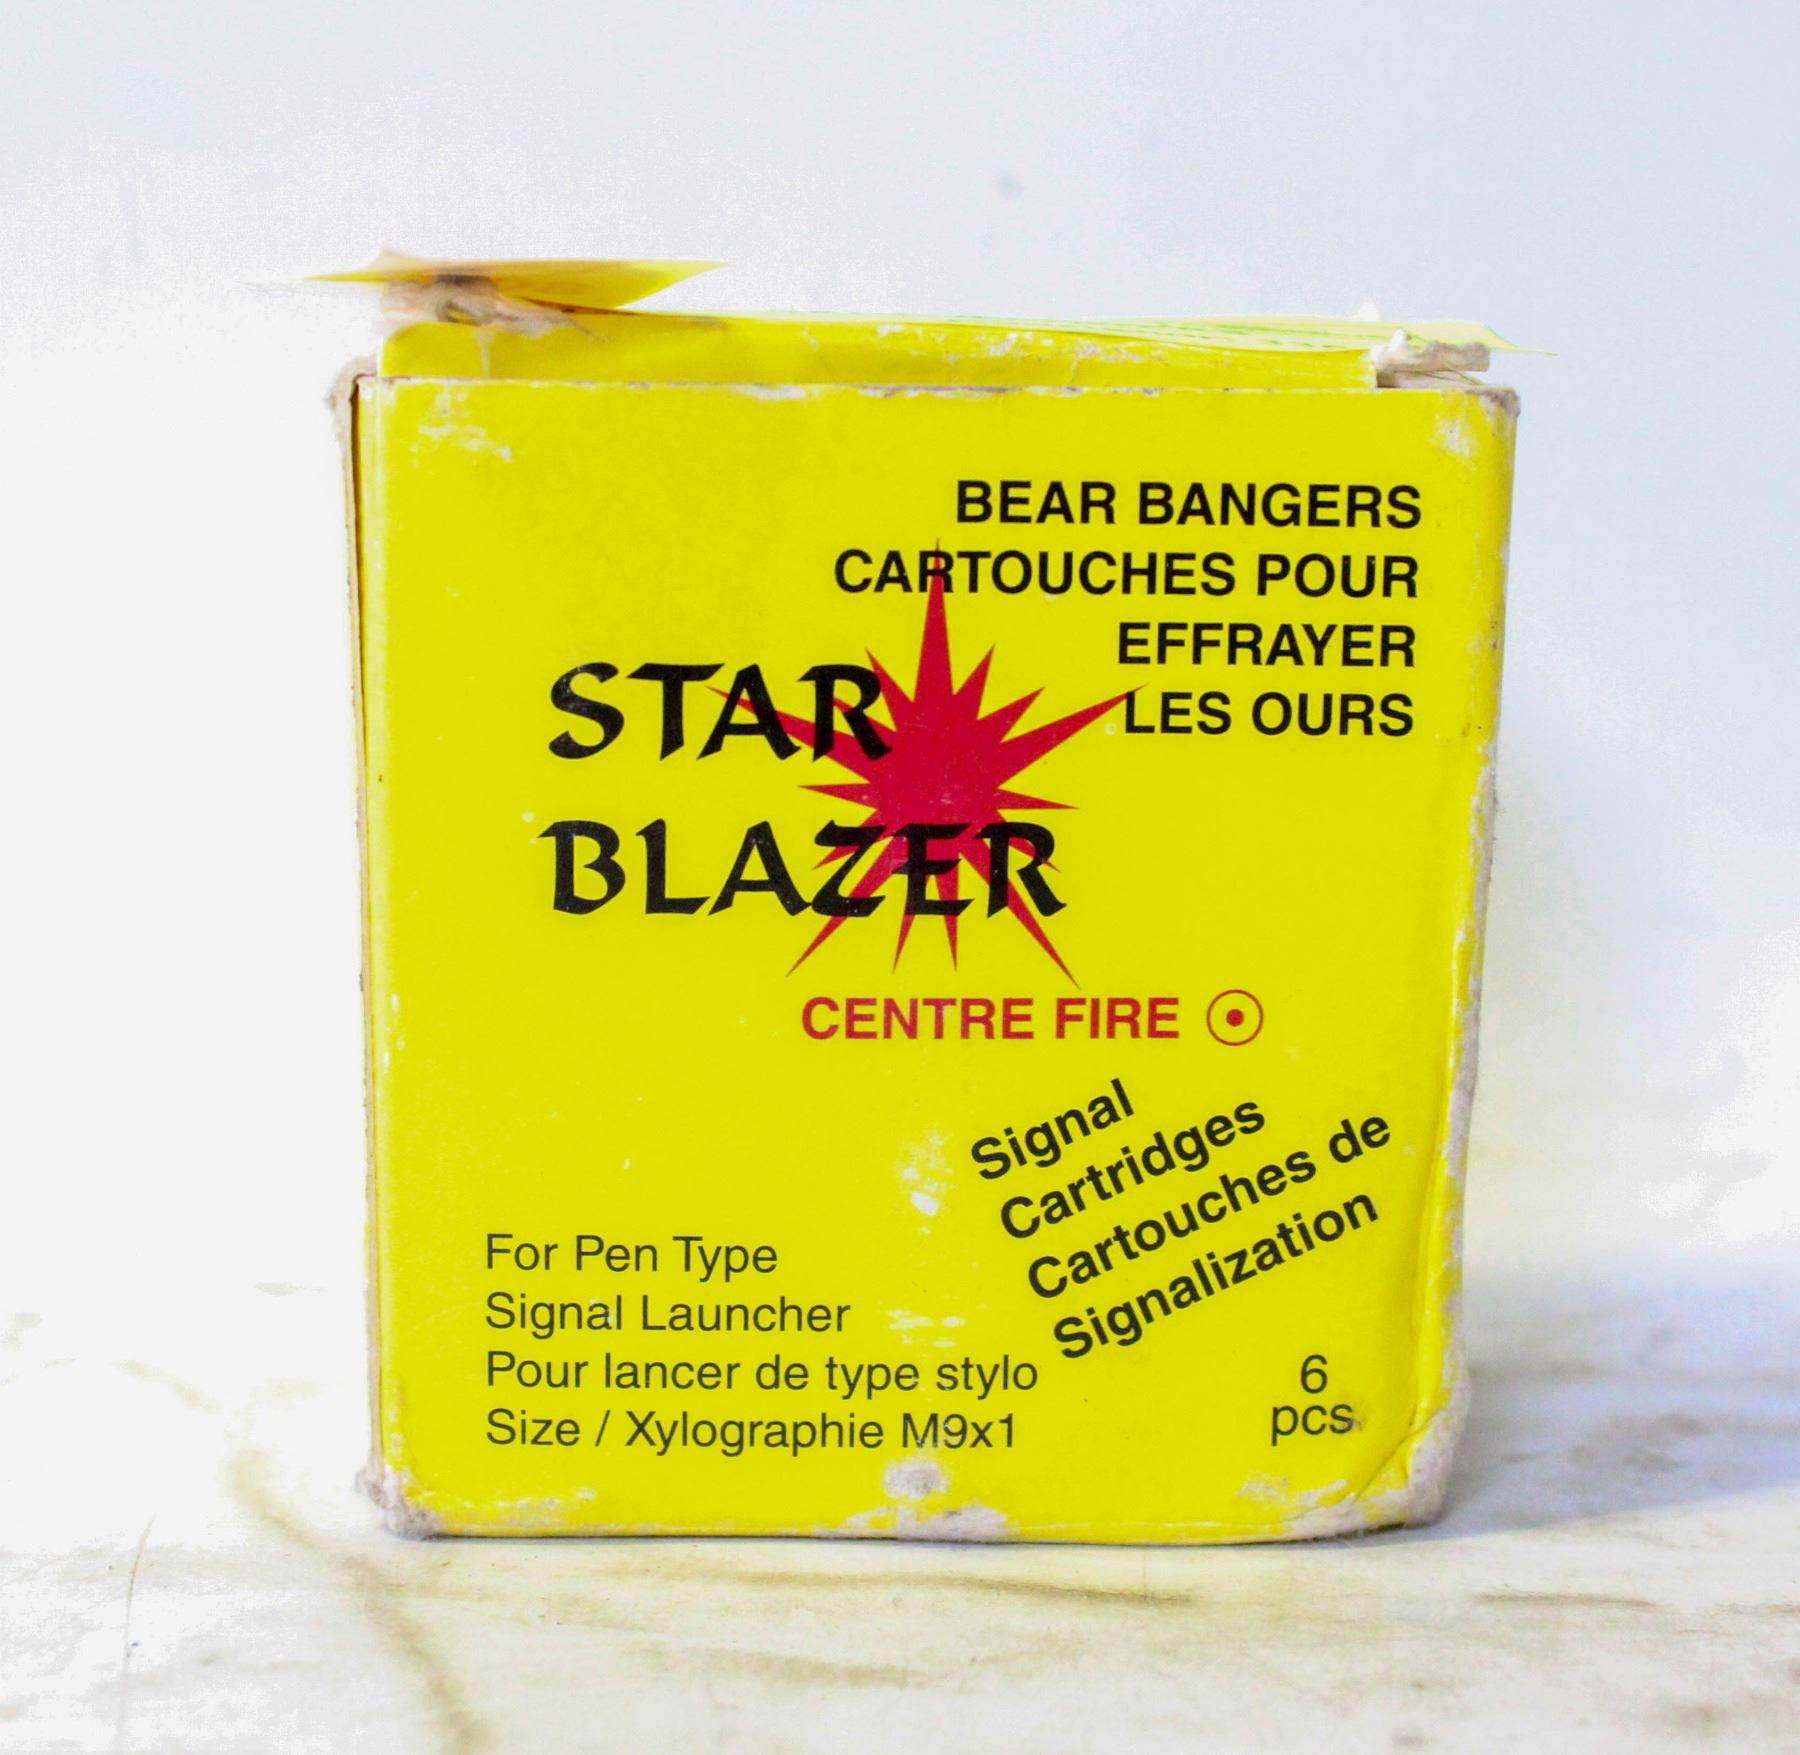 BEAR BANGERS
CARTOUCHES POUR
EFFRAYER
LES OURS
STAR
BLAZER
CENTRE FIRE
Signal
Cartridges
Cartouches de
Signalization
For Pen Type
Signal Launcher
Pour lancer de type stylo
Size / Xylographie M9x1
6
pcs.